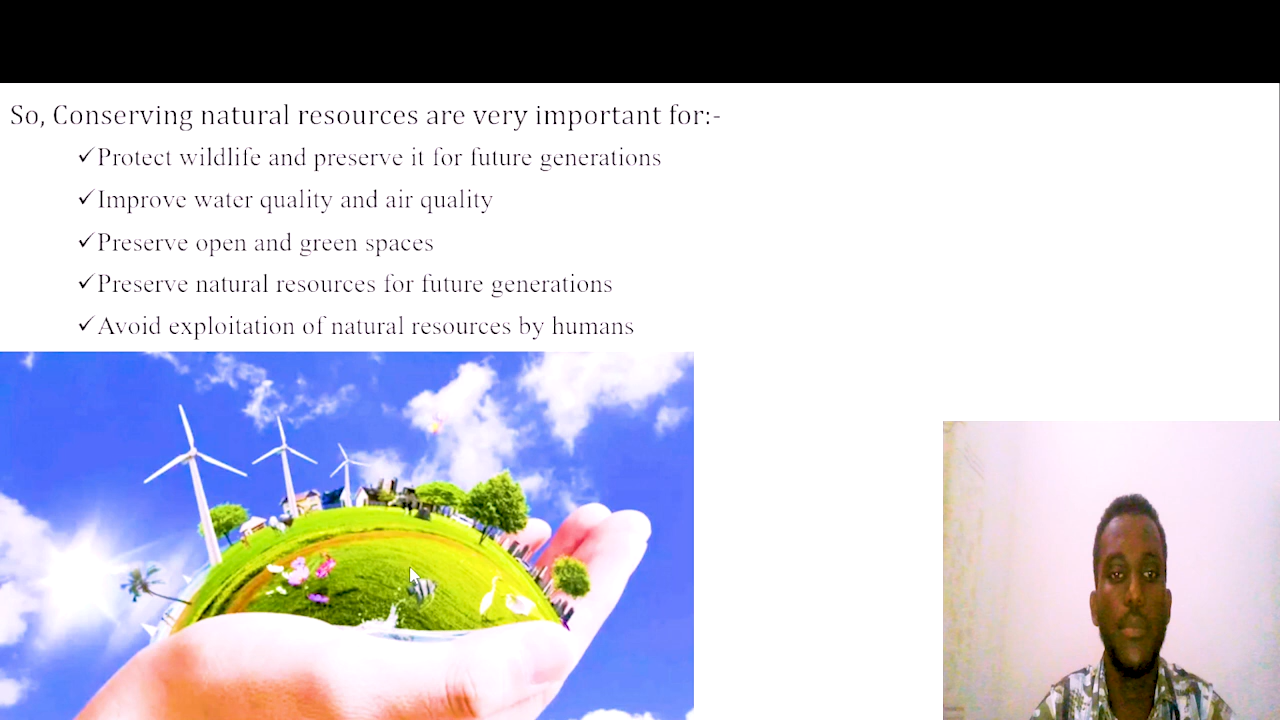 So, Conserving natural resources are very important for:-
✓Protect wildlife and preserve it for future generations
✓Improve water quality and air quality
✓Preserve open and green spaces
✓Preserve natural resources for future generations
✓Avoid exploitation of natural resources by humans